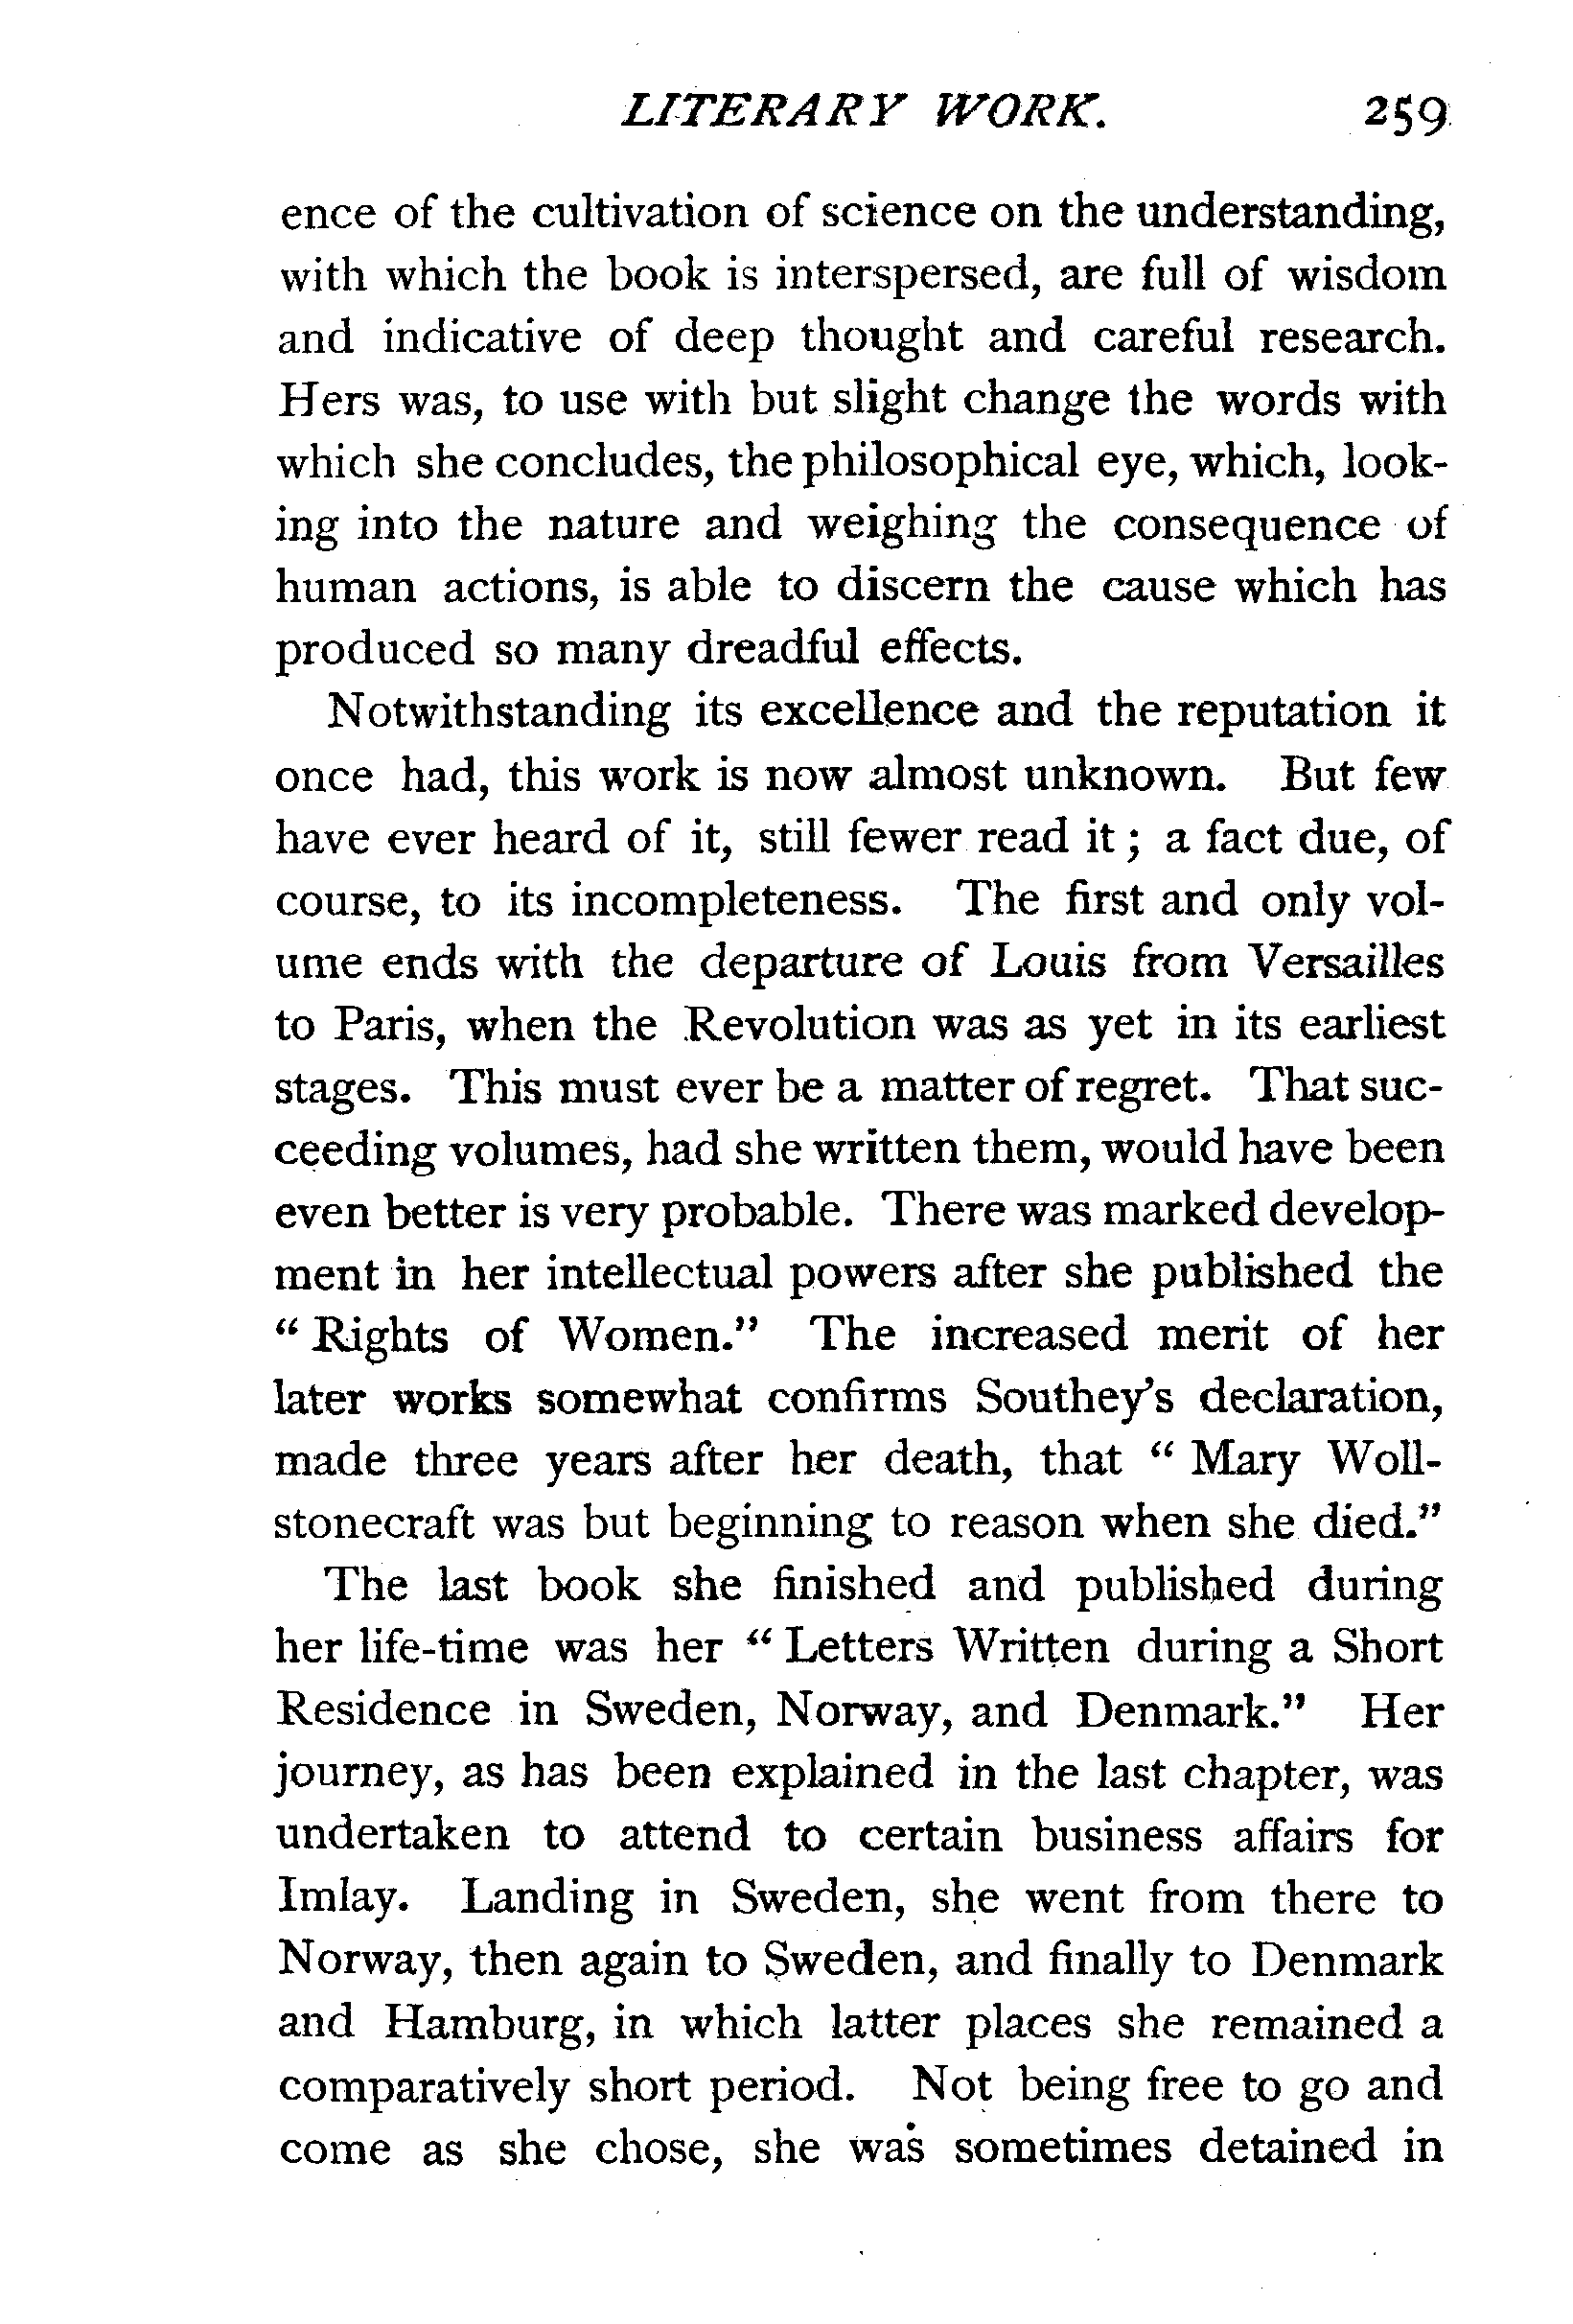 LITERARY WORK. 259
ence of the cultivation of science on the understanding,
with which the book is interspersed, are full of wisdom
and indicative of deep thought and careful research.
Hers was, to use with but slight change the words with
which she concludes, the philosophical eye, which, look-
ing into the nature and weighing the consequence of
human actions, is able to discern the cause which has
produced so many dreadful effects.
Notwithstanding its excellence and the reputation it
once had, this work is now almost unknown. But few
have ever heard of it, still fewer read it ; a fact due, of
course, to its incompleteness. The first and only vol-
ume ends with the departure of Louis from Versailles
to Paris, when the Revolution was as yet in its earliest
stages. This must ever be a matter of regret. That suc-
ceeding volumes, had she written them, would have been
even better is very probable. There was marked develop-
ment in her intellectual powers after she published the
“ Rights of Women.” The increased merit of her
later works somewhat confirms Southey’s declaration,
made three years after her death, that “ Mary Woll-
stonecraft was but beginning to reason when she died.”
The last book she finished and published during
her life-time was her “ Letters Written during a Short
Residence in Sweden, Norway, and Denmark.” Her
journey, as has been explained in the last chapter, was
undertaken to attend to certain business affairs for
Imlay. Landing in Sweden, she went from there to
Norway, then again to Sweden, and finally to Denmark
and Hamburg, in which latter places she remained a
comparatively short period. Not being free to go and
come as she chose, she was sometimes detained in